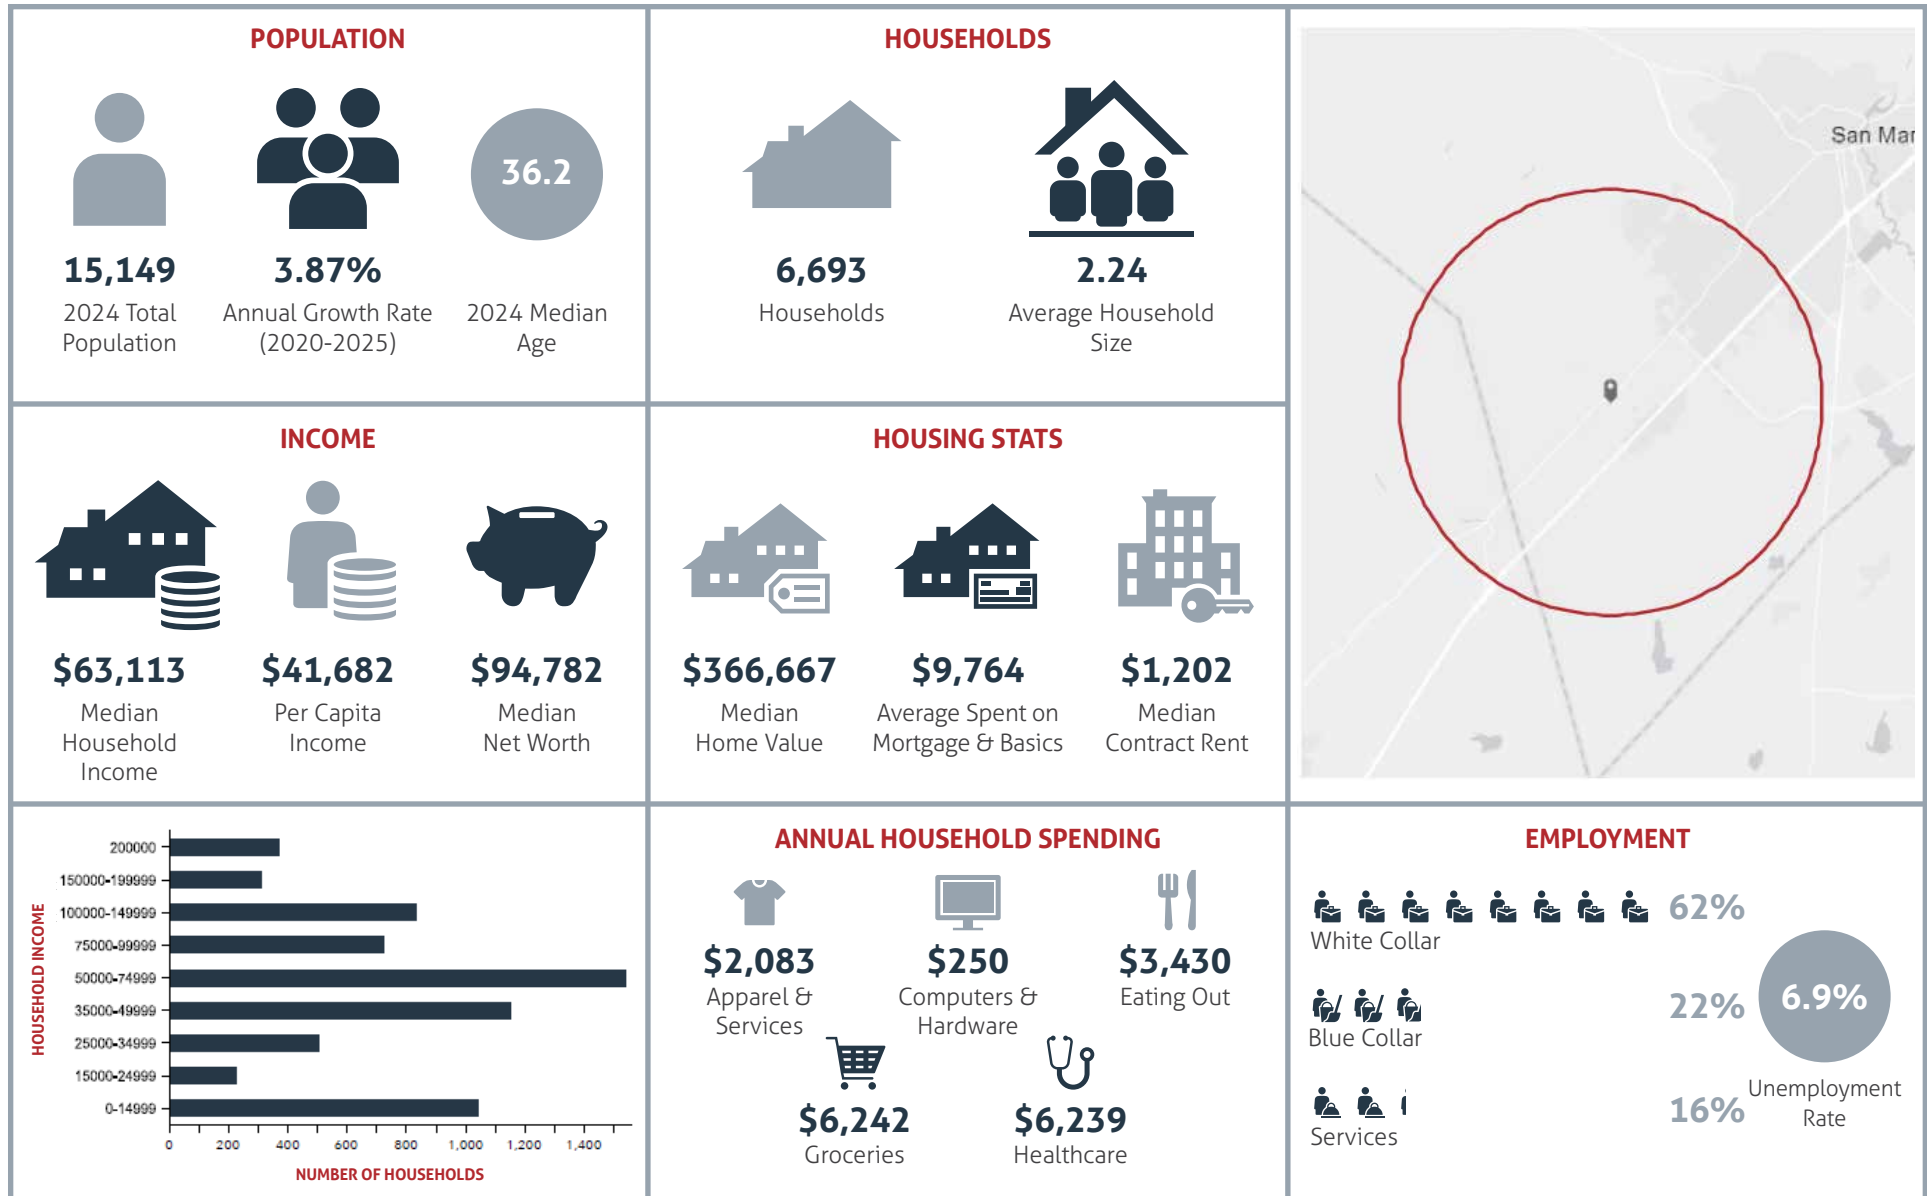 POPULATION
36.2
15,149
2024 Total
Population
3.87%
Annual Growth Rate
(2020-2025)
2024 Median
Age
HOUSEHOLDS
6,693
Households
2.24
Average Household
Size
San Mar
INCOME
$63,113
Median
Household
Income
$41,682
Per Capita
Income
$94,782
Median
Net Worth
HOUSING STATS
$366,667
Median
Home Value
$9,764
Average Spent on
Mortgage & Basics
$1,202
Median
Contract Rent
HOUSEHOLD INCOME
200000
150000-199999
100000-149999
75000-99999
50000-74999
35000-49999
25000-34999
15000-24999
0-14999
0 200 400 600 800 1,000 1,200 1,400
NUMBER OF HOUSEHOLDS
ANNUAL HOUSEHOLD SPENDING
$2,083
Apparel &
Services
$250
Computers &
Hardware
$3,430
Eating Out
$6,242
Groceries
$6,239
Healthcare
EMPLOYMENT
62%
White Collar
22%
Blue Collar
16%
Services
6.9%
Unemployment
Rate